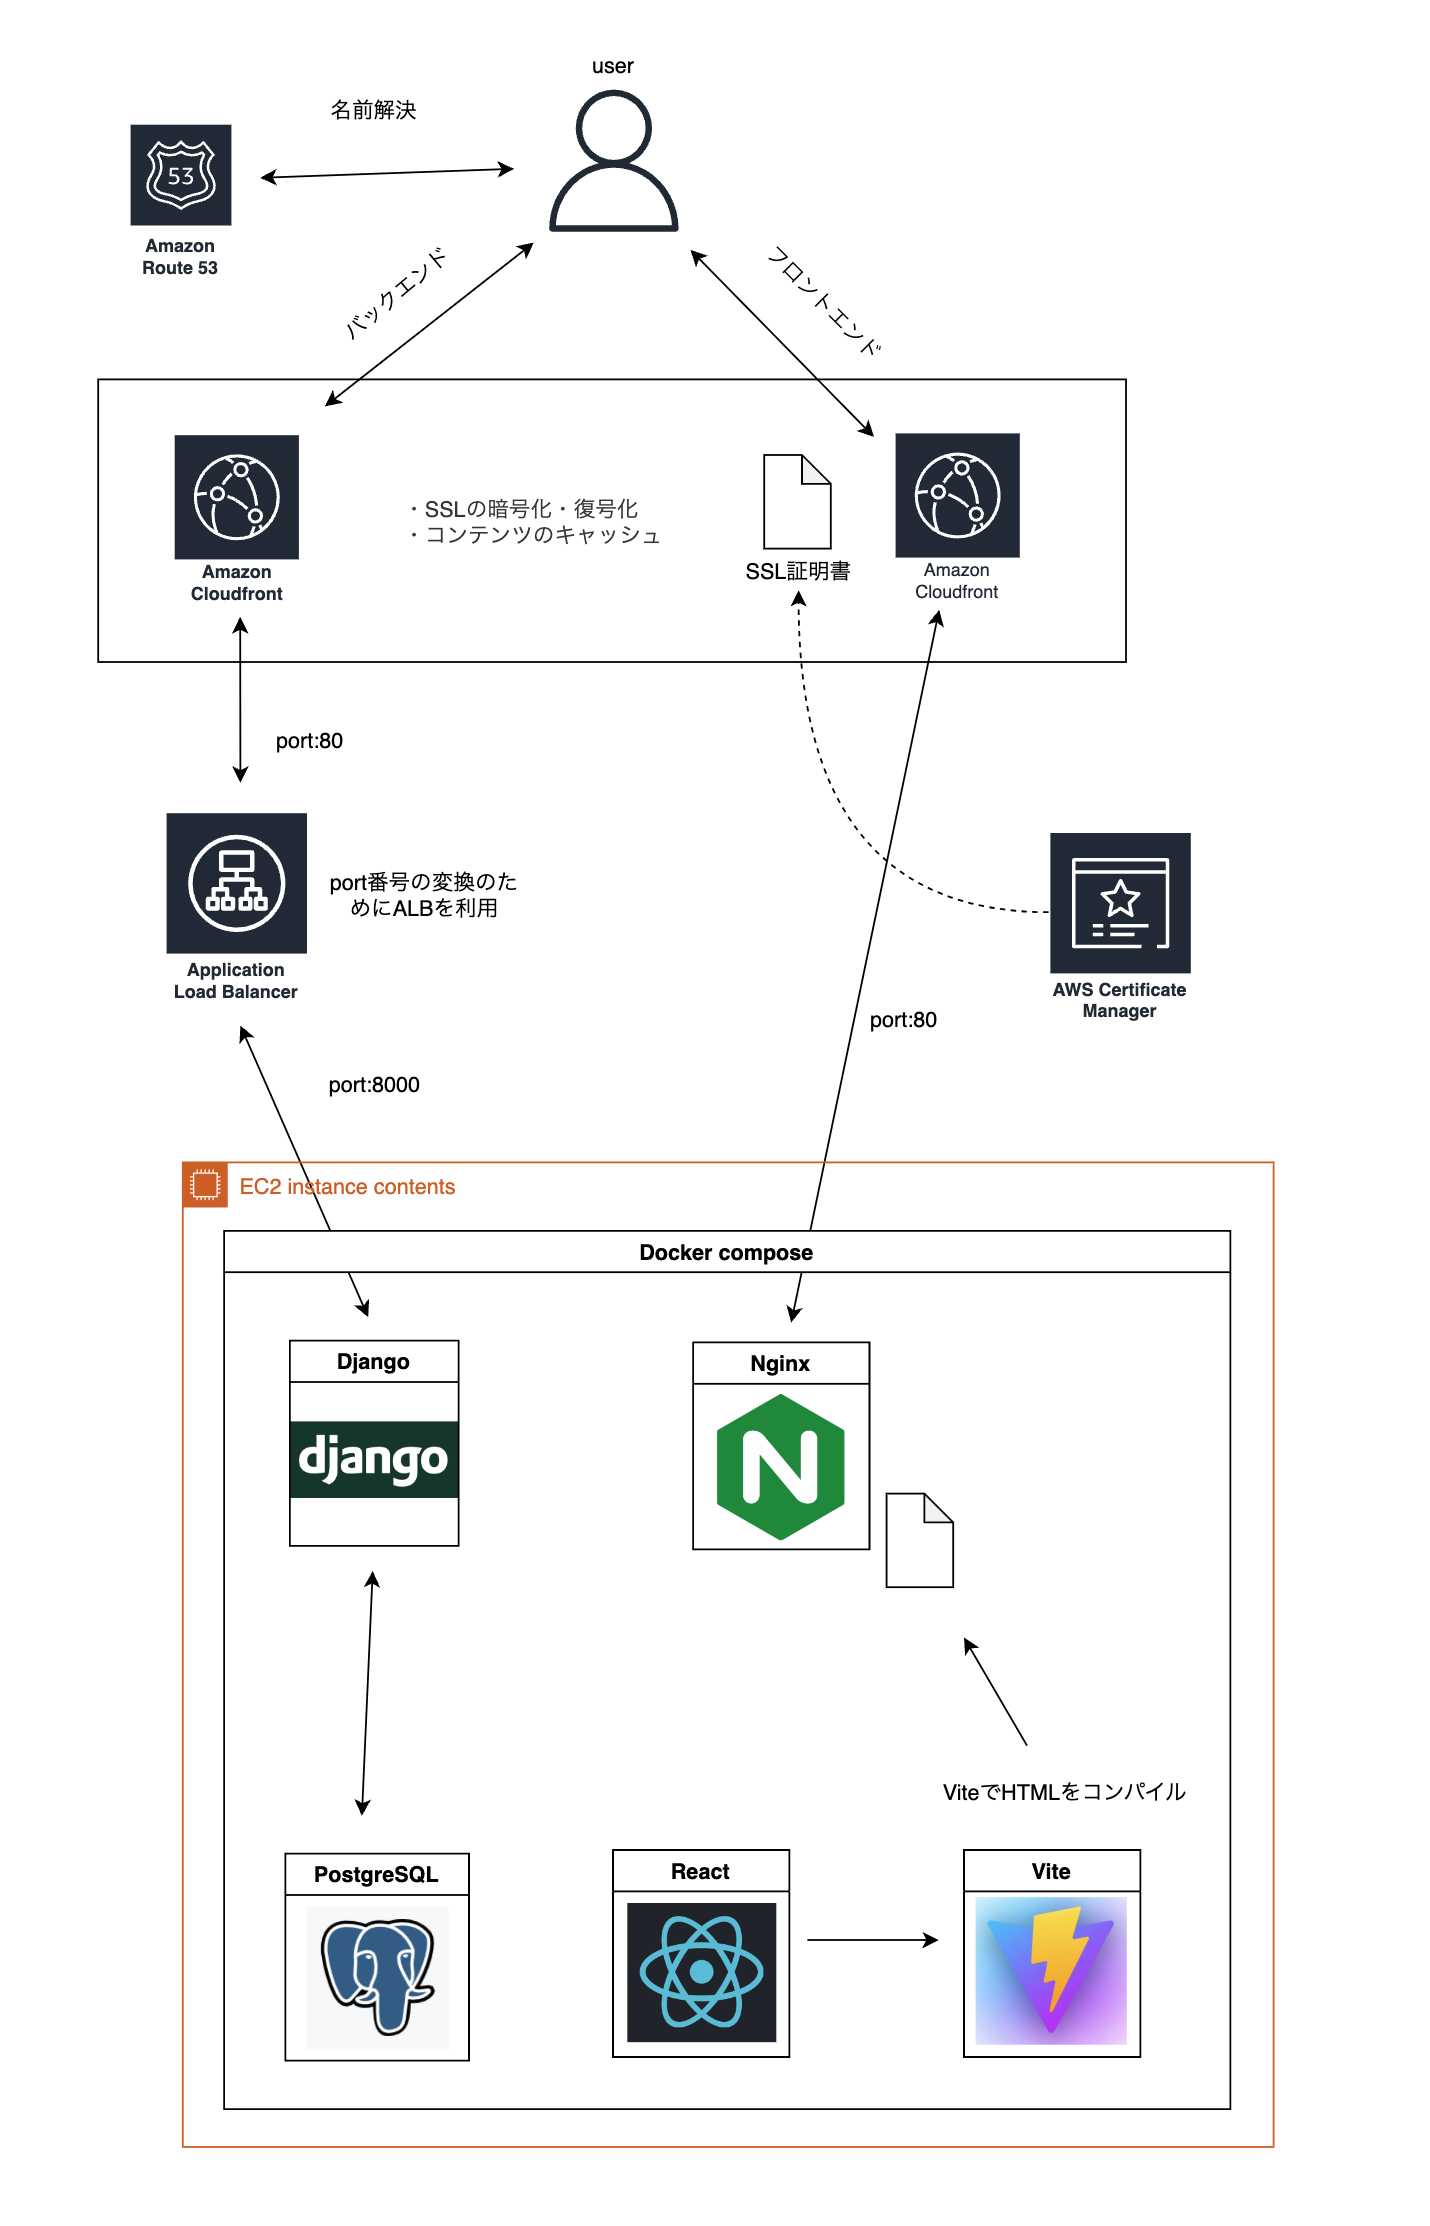 user
名前解決
53
Amazon
Route 53
バックエンド
フロントエンド
・SSLの暗号化・復号化
・コンテンツのキャッシュ
SSL証明書
Amazon
Cloudfront
Amazon
Cloudfront
port:80
port番号の変換のた
めにALBを利用
Application
Load Balancer
AWS Certificate
Manager
port:80
port:8000
EC2 instance contents
Docker compose
Django
django
Nginx
N
ViteでHTMLをコンパイル
PostgreSQL
React
Vite